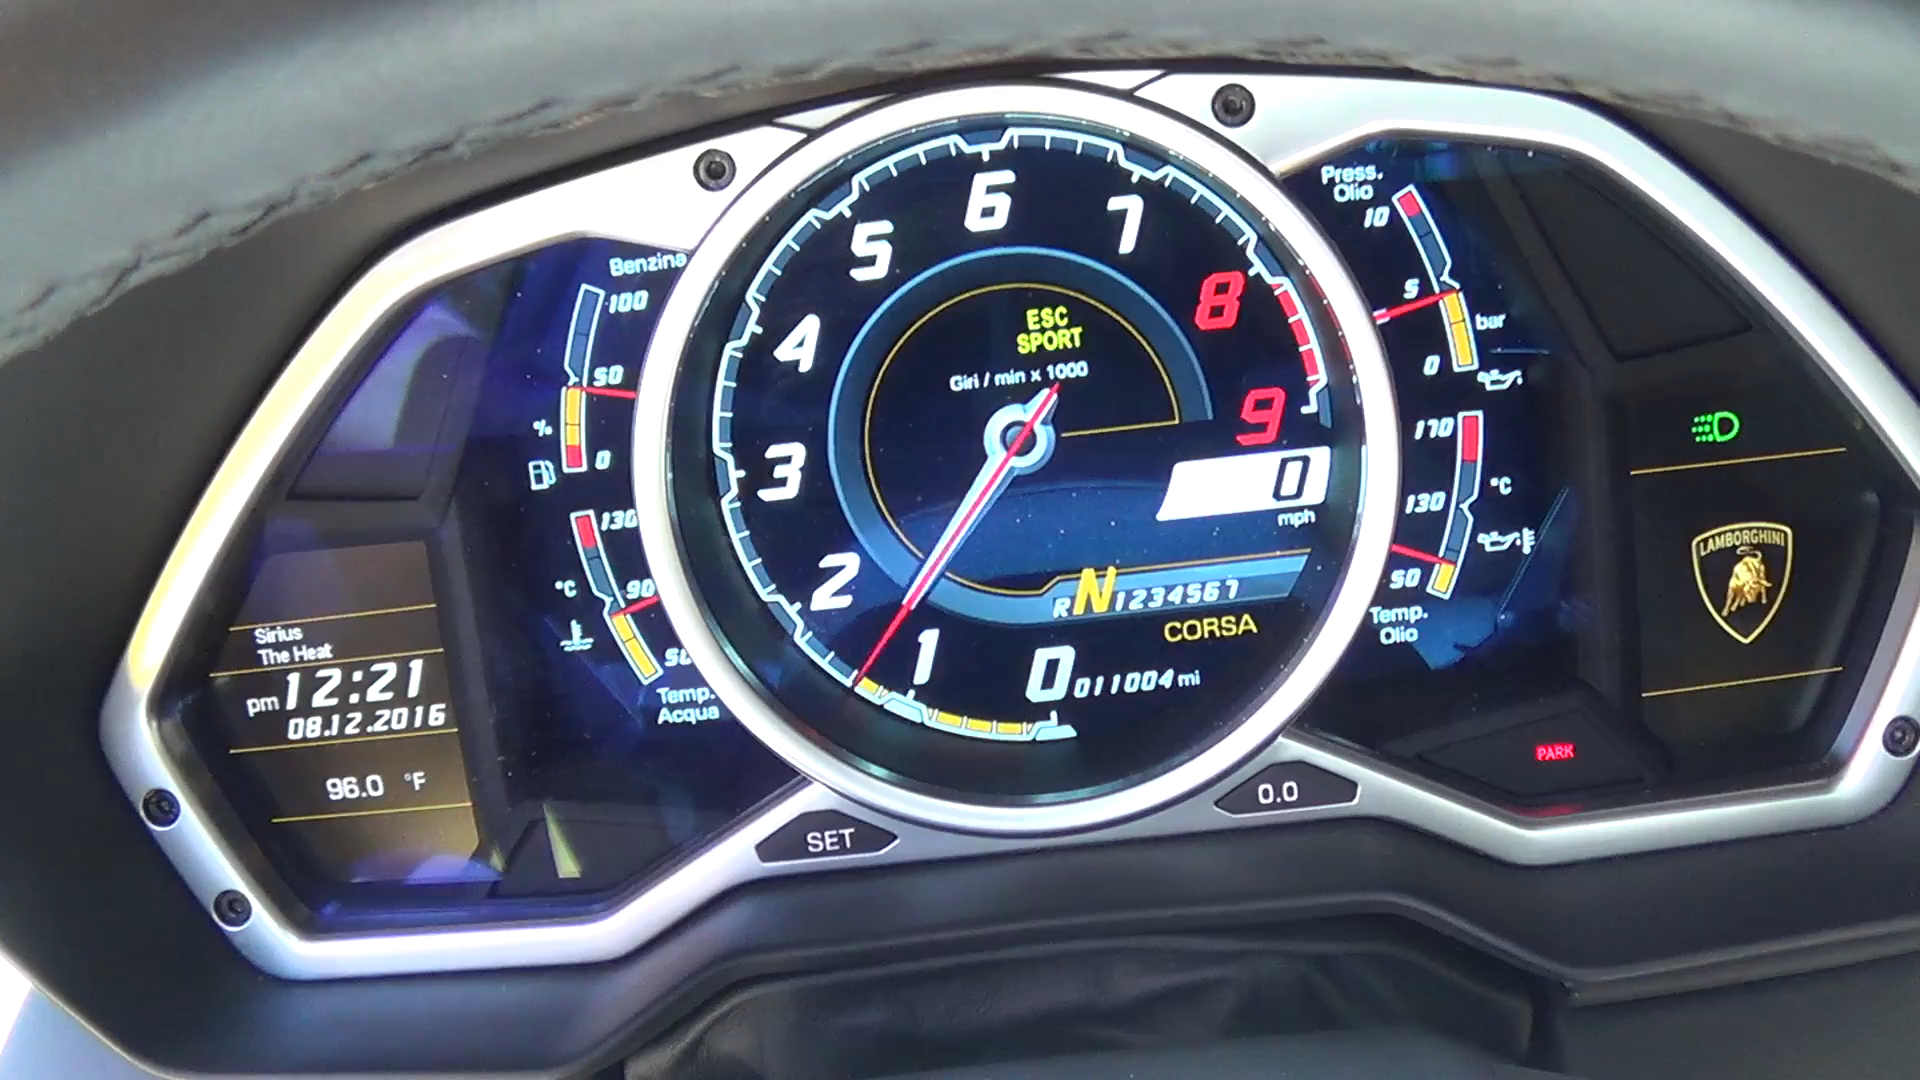 Benzina
100
50
%
0
130
°C
90
Temp.
Acqua
Sirius
The Heat
pm 12:21
08.12.2016
96.0 °F
SET
6
5
7
4
8
3
9
2
1
0
ESC
SPORT
Giri / min x 1000
0
mph
R N 1234567
CORSA
011004 mi
0.0
Press.
Olio
10
5
bar
0
170
°C
130
50
Temp.
Olio
LAMBORGHINI
PARK